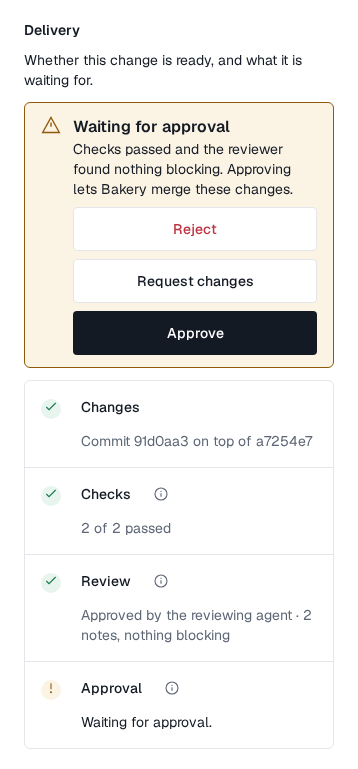 Delivery
Whether this change is ready, and what it is
waiting for.
Waiting for approval
Checks passed and the reviewer
found nothing blocking. Approving
lets Bakery merge these changes.
Reject
Request changes
Approve
Changes
Commit 91d0aa3 on top of a7254e7
Checks
2 of 2 passed
Review
Approved by the reviewing agent · 2
notes, nothing blocking
Approval
Waiting for approval.